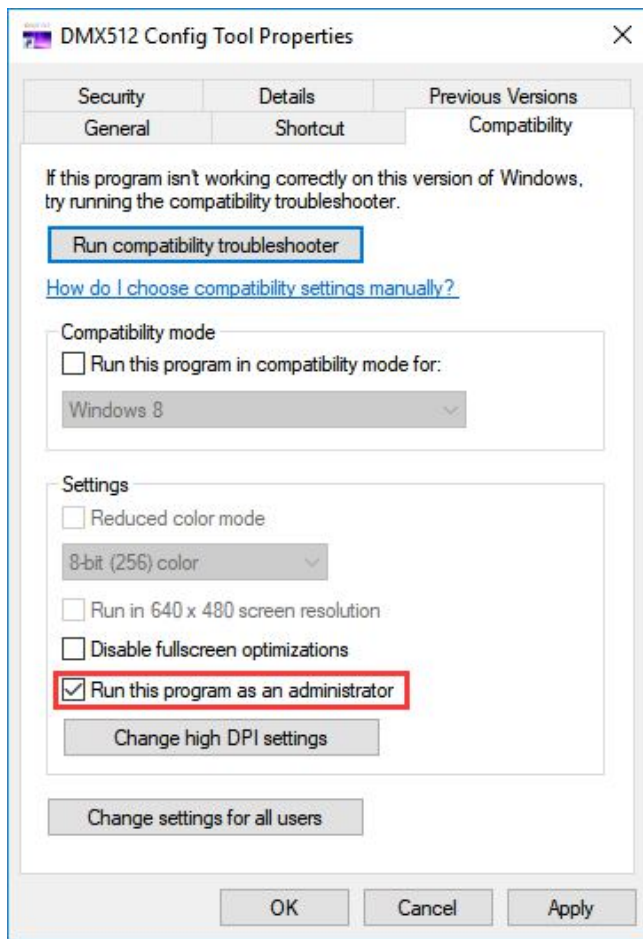 DMX512 Config Tool Properties
Security Details Previous Versions
General Shortcut Compatibility
If this program isn't working correctly on this version of Windows,
try running the compatibility troubleshooter.
Run compatibility troubleshooter
How do I choose compatibility settings manually?
Compatibility mode
Run this program in compatibility mode for:
Windows 8
Settings
Reduced color mode
8-bit (256) color
Run in 640 x 480 screen resolution
Disable fullscreen optimizations
Run this program as an administrator
Change high DPI settings
Change settings for all users
OK Cancel Apply